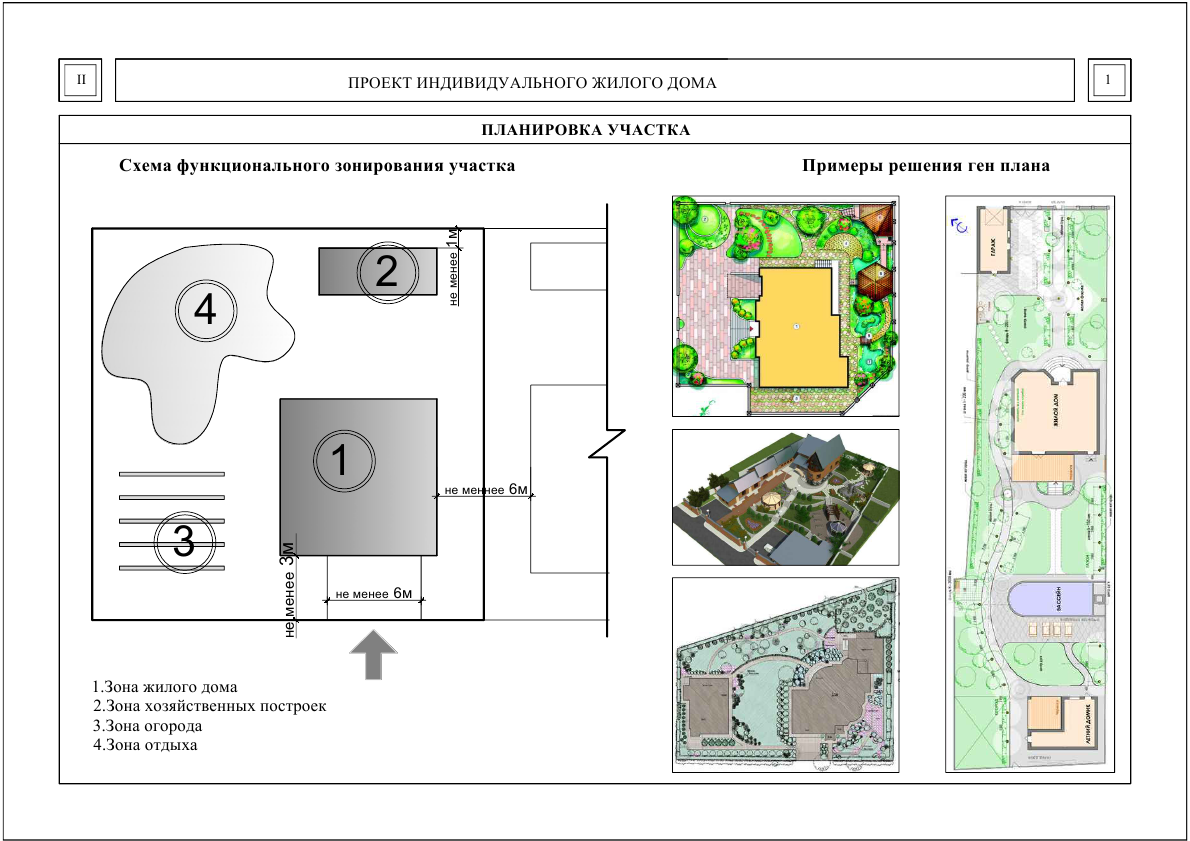 II
ПРОЕКТ ИНДИВИДУАЛЬНОГО ЖИЛОГО ДОМА
1
ПЛАНИРОВКА УЧАСТКА
Схема функционального зонирования участка
Примеры решения ген плана
не менее 1м
2
4
1
не меннее 6м
3
не менее 3м
не менее 6м
1.Зона жилого дома
2.Зона хозяйственных построек
3.Зона огорода
4.Зона отдыха
ГАРАЖ
ЖИЛОЙ ДОМ
БАССЕЙН
ЛЕТНИЙ ДОМИК